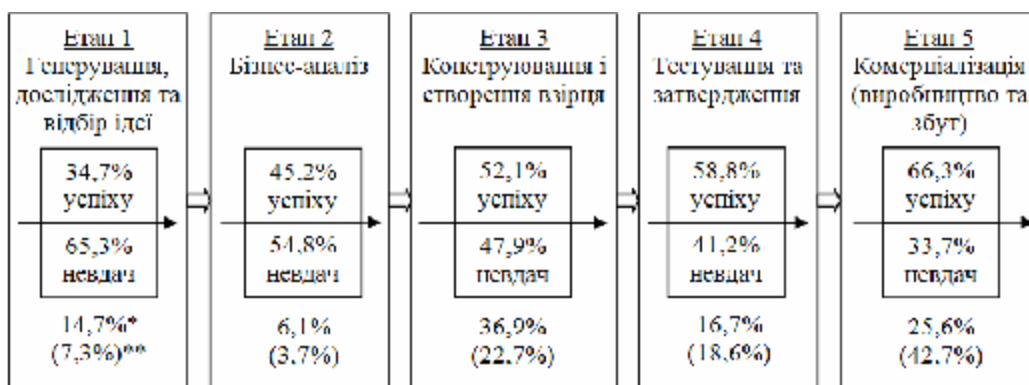 Етап 1
Генерування,
дослідження та
відбір ідеї
34,7%
успіху
65,3%
невдач
14,7%*
(7,3%)**
Етап 2
Бізнес-аналіз
45,2%
успіху
54,8%
невдач
6,1%
(3,7%)
Етап 3
Конструювання і
створення взірця
52,1%
успіху
47,9%
невдач
36,9%
(22,7%)
Етап 4
Тестування та
затвердження
58,8%
успіху
41,2%
невдач
16,7%
(18,6%)
Етап 5
Комерціалізація
(виробництво та
збут)
66,3%
успіху
33,7%
невдач
25,6%
(42,7%)